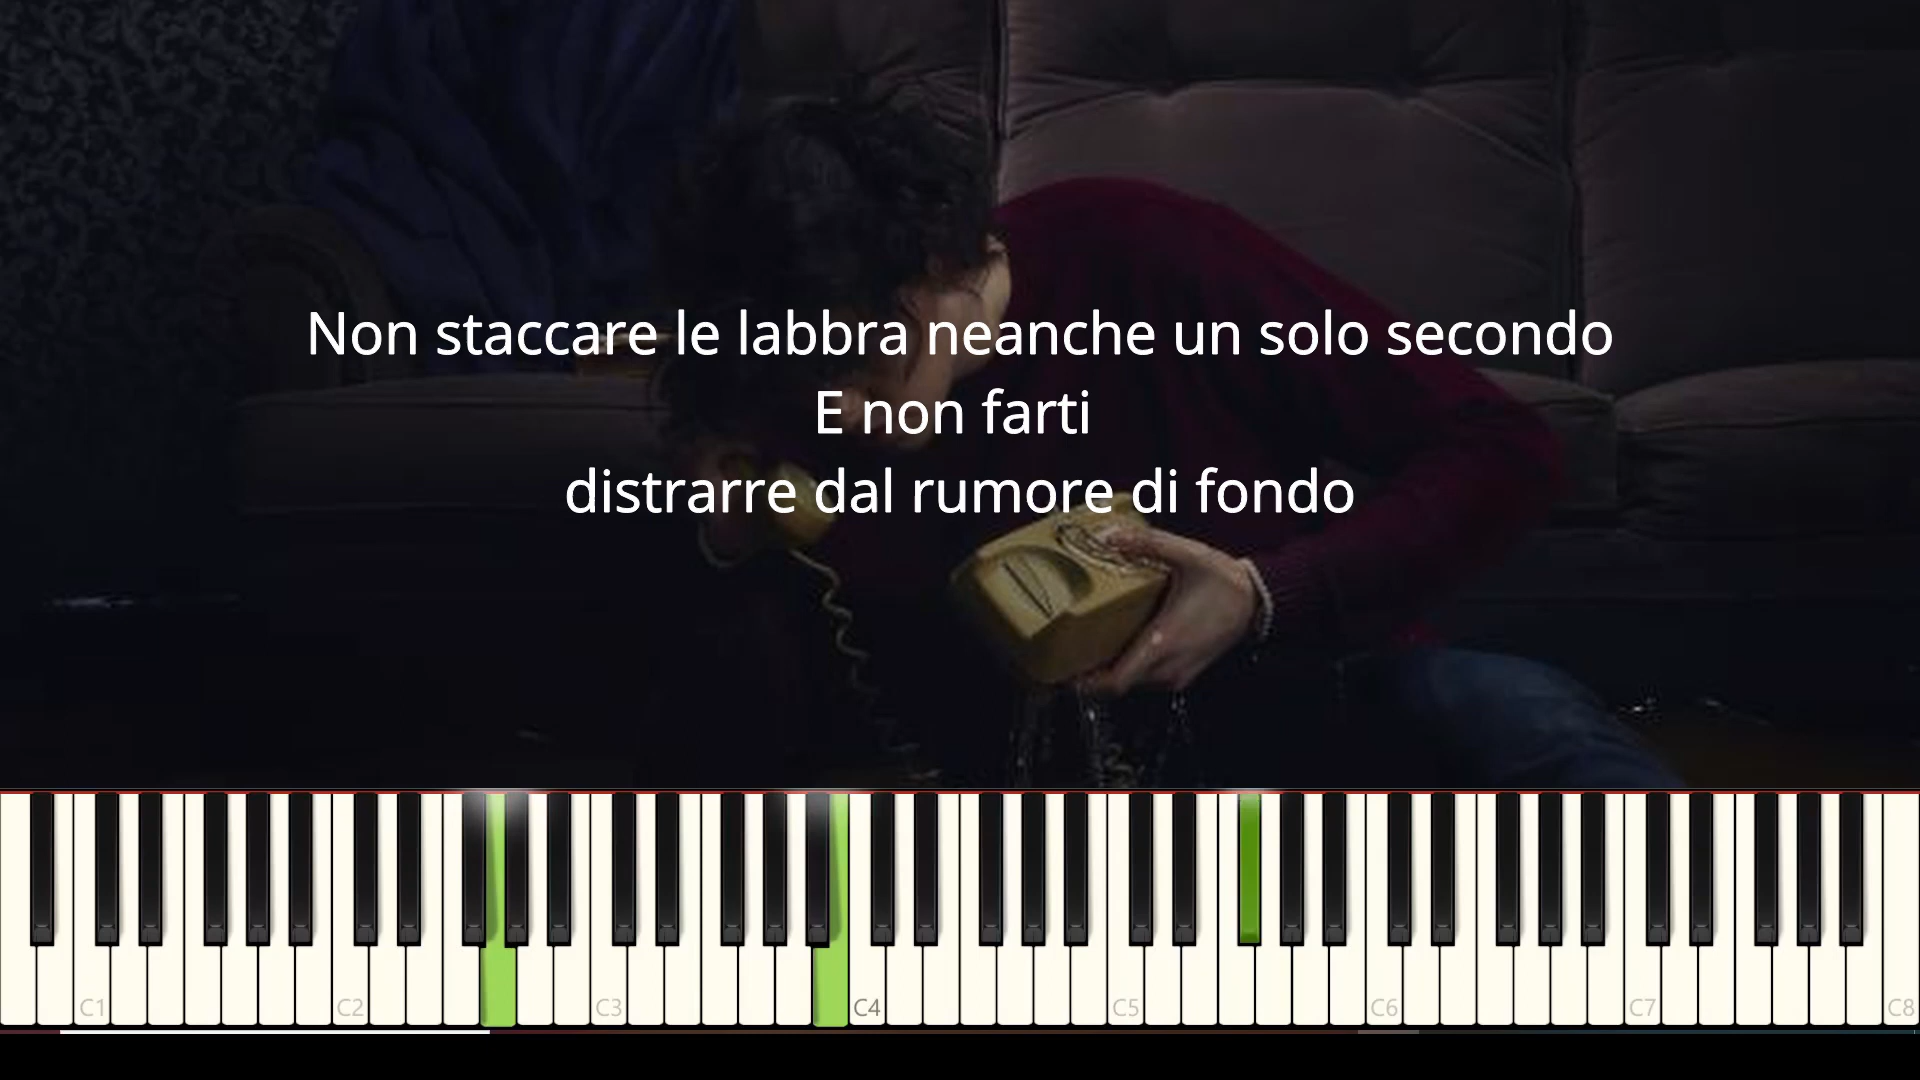 Non staccare le labbra neanche un solo secondo
E non farti
distrarre dal rumore di fondo
C1 C2 C3 C4 C5 C6 C7 C8